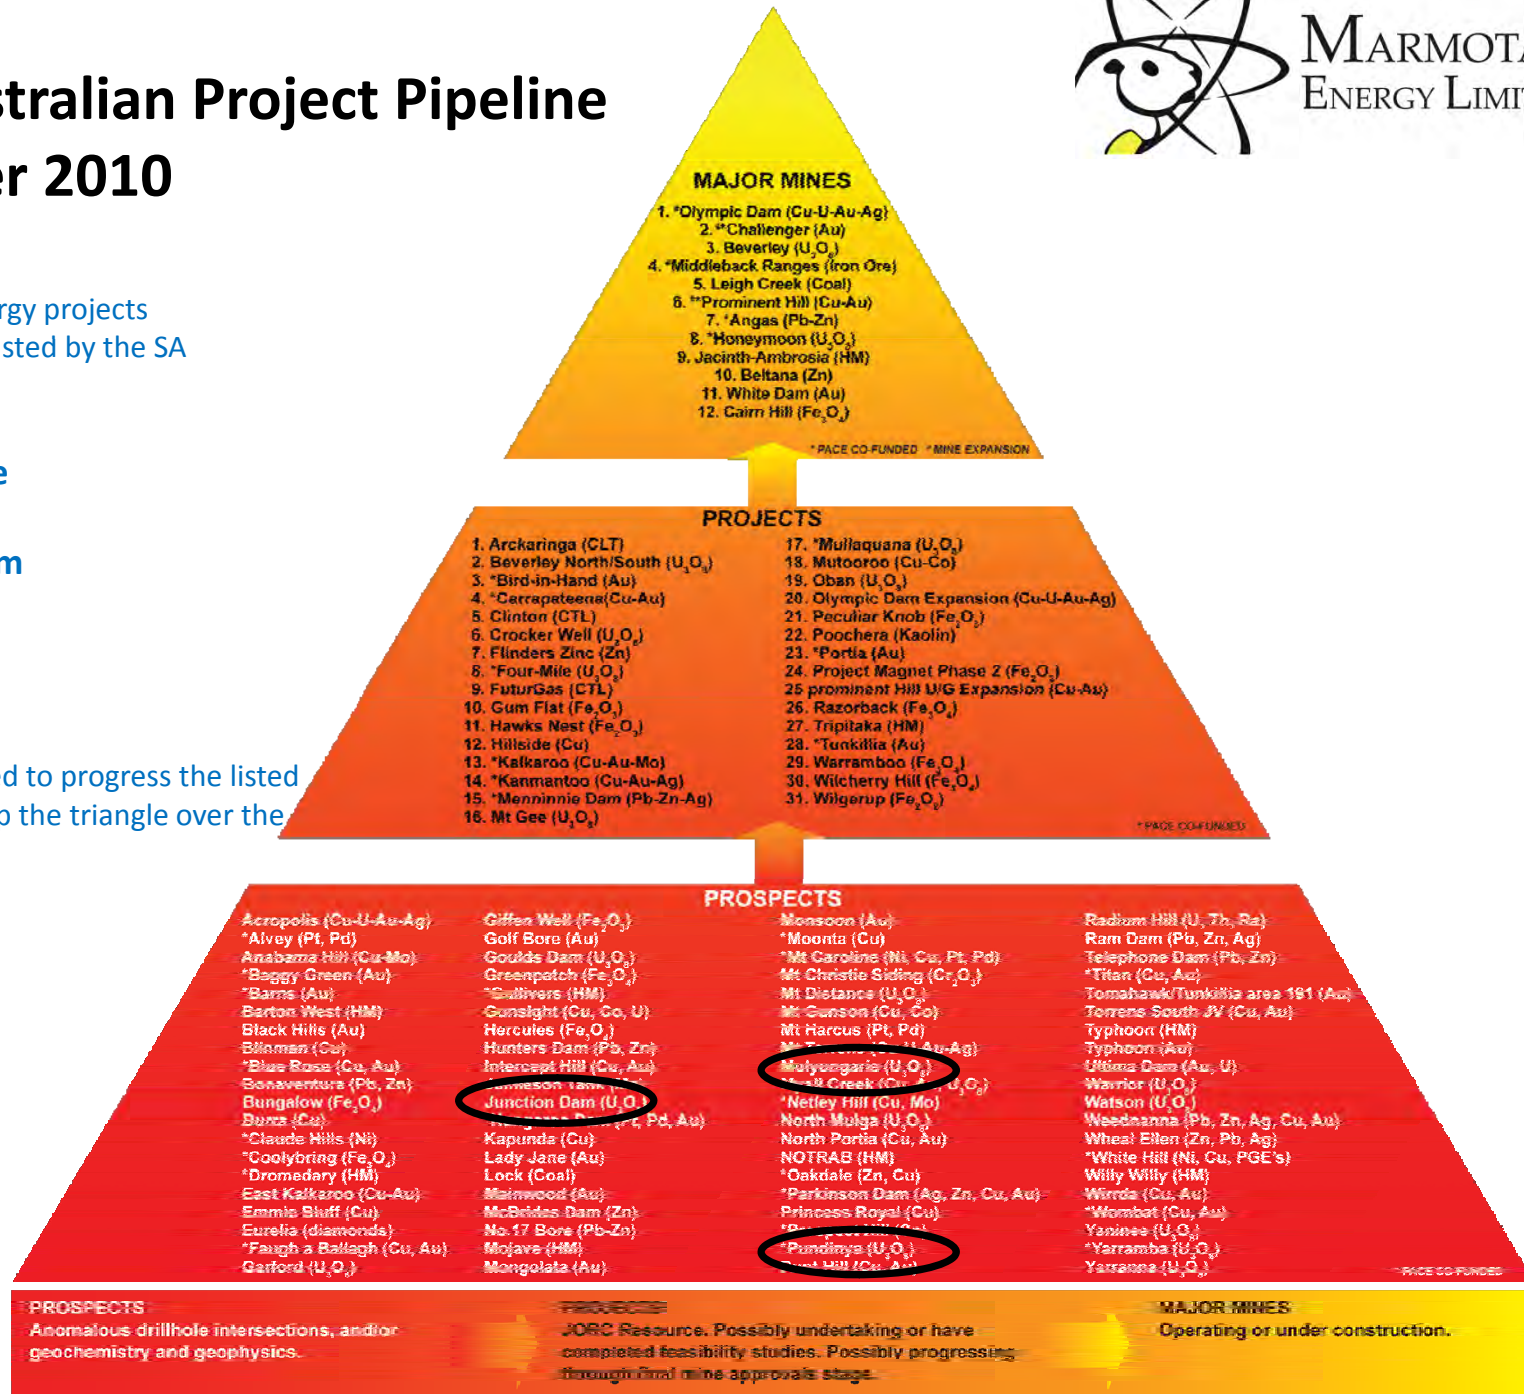 stralian Project Pipeline
er 2010
MARMOTA
ENERGY LIMIT
rgy projects
isted by the SA
e
m
ed to progress the listed
p the triangle over the
MAJOR MINES
1. *Olympic Dam (Cu-U-Au-Ag)
2. **Challenger (Au)
3. Beverley (U3O8)
4. *Middleback Ranges (Iron Ore)
5. Leigh Creek (Coal)
6. **Prominent Hill (Cu-Au)
7. *Angas (Pb-Zn)
8. *Honeymoon (U3O8)
9. Jacinth-Ambrosia (HM)
10. Beltana (Zn)
11. White Dam (Au)
12. Cairn Hill (Fe3O4)
* PACE CO-FUNDED * MINE EXPANSION
PROJECTS
1. Arckaringa (CLT)
2. Beverley North/South (U3O8)
3. *Bird-in-Hand (Au)
4. *Carrapateena(Cu-Au)
5. Clinton (CTL)
6. Crocker Well (U3O8)
7. Flinders Zinc (Zn)
8. *Four-Mile (U3O8)
9. FuturGas (CTL)
10. Gum Flat (Fe2O3)
11. Hawks Nest (Fe2O3)
12. Hillside (Cu)
13. *Kalkaroo (Cu-Au-Mo)
14. *Kanmantoo (Cu-Au-Ag)
15. *Menninnie Dam (Pb-Zn-Ag)
16. Mt Gee (U3O8)
17. *Mullaquana (U3O8)
18. Mutooroo (Cu-Co)
19. Oban (U3O8)
20. Olympic Dam Expansion (Cu-U-Au-Ag)
21. Peculiar Knob (Fe2O3)
22. Poochera (Kaolin)
23. *Portia (Au)
24. Project Magnet Phase 2 (Fe2O3)
25 prominent Hill U/G Expansion (Cu-Au)
26. Razorback (Fe3O4)
27. Tripitaka (HM)
28. *Tunkillia (Au)
29. Warramboo (Fe2O4)
30. Wilcherry Hill (Fe3O4)
31. Wilgerup (Fe2O3)
* PACE CO-FUNDED
PROSPECTS
Acropolis (Cu-U-Au-Ag)
*Alvey (Pt, Pd)
Anabama Hill (Cu-Mo)
*Baggy Green (Au)
*Barns (Au)
Barton West (HM)
Black Hills (Au)
Blinman (Cu)
*Blue Rose (Cu, Au)
Bonaventura (Pb, Zn)
Bungalow (Fe3O4)
Burra (Cu)
*Claude Hills (Ni)
*Coolybring (Fe3O4)
*Dromedary (HM)
East Kalkaroo (Cu-Au)
Emmie Bluff (Cu)
Eurelia (diamonds)
*Faugh a Ballagh (Cu, Au)
Garford (U3O8)
Giffen Well (Fe2O3)
Golf Bore (Au)
Goulds Dam (U3O8)
Greenpatch (Fe3O4)
*Gullivers (HM)
Gunsight (Cu, Co, U)
Hercules (Fe3O4)
Hunters Dam (Pb, Zn)
Intercept Hill (Cu, Au)
Junction Dam (U3O
Pt, Pd, Au)
Kapunda (Cu)
Lady Jane (Au)
Lock (Coal)
Mainwood (Au)
McBrides Dam (Zn)
No.17 Bore (Pb-Zn)
Mojave (HM)
Mongolata (Au)
Monsoon (Au)
*Moonta (Cu)
*Mt Caroline (Ni, Cu, Pt, Pd)
Mt Christie Siding (Cr2O3)
Mt Distance (U3O8)
Mt Gunson (Cu, Co)
Mt Harcus (Pt, Pd)
Mulyungarie (U3O8)
*Netley Hill (Cu, Mo)
North Mulga (U3O8)
North Portia (Cu, Au)
NOTRAB (HM)
*Oakdale (Zn, Cu)
*Parkinson Dam (Ag, Zn, Cu, Au)
Princess Royal (Cu)
*Pundinya (U3O8)
Radium Hill (U, Th, Ra)
Ram Dam (Pb, Zn, Ag)
Telephone Dam (Pb, Zn)
*Titan (Cu, Au)
Tomahawk/Tunkillia area 191 (Au)
Torrens South JV (Cu, Au)
Typhoon (HM)
Typhoon (Au)
Ultima Dam (Au, U)
Warrior (U3O8)
Watson (U3O8)
Weednanna (Pb, Zn, Ag, Cu, Au)
Wheal Ellen (Zn, Pb, Ag)
*White Hill (Ni, Cu, PGE's)
Willy Willy (HM)
Wirrda (Cu, Au)
*Wombat (Cu, Au)
Yaninee (U3O8)
*Yarramba (U3O8)
Yarranna (U3O8)
* PACE CO-FUNDED
PROSPECTS
Anomalous drillhole intersections, and/or
geochemistry and geophysics.
PROJECTS
JORC Resource. Possibly undertaking or have
completed feasibility studies. Possibly progressing
through final mine approvals stage.
MAJOR MINES
Operating or under construction.